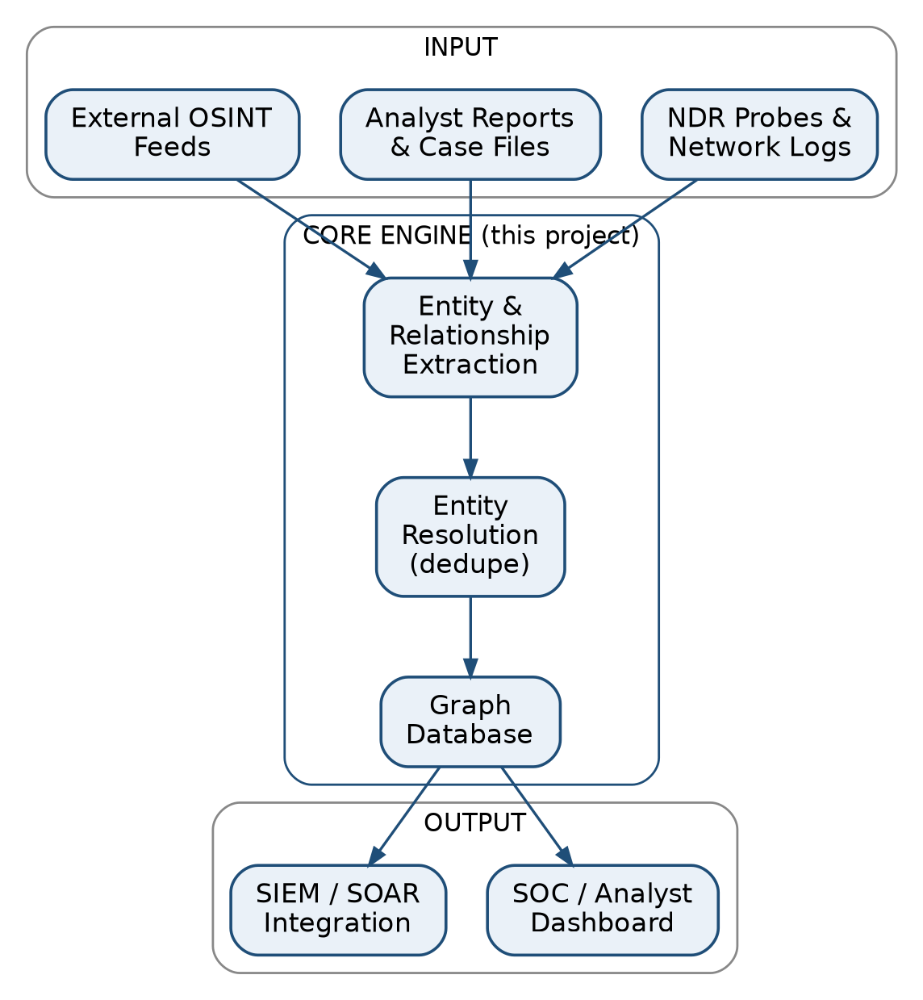 INPUT
External OSINT
Feeds
Analyst Reports
& Case Files
NDR Probes &
Network Logs
CORE ENGINE (this project)
Entity &
Relationship
Extraction
Entity
Resolution
(dedupe)
Graph
Database
OUTPUT
SIEM / SOAR
Integration
SOC / Analyst
Dashboard